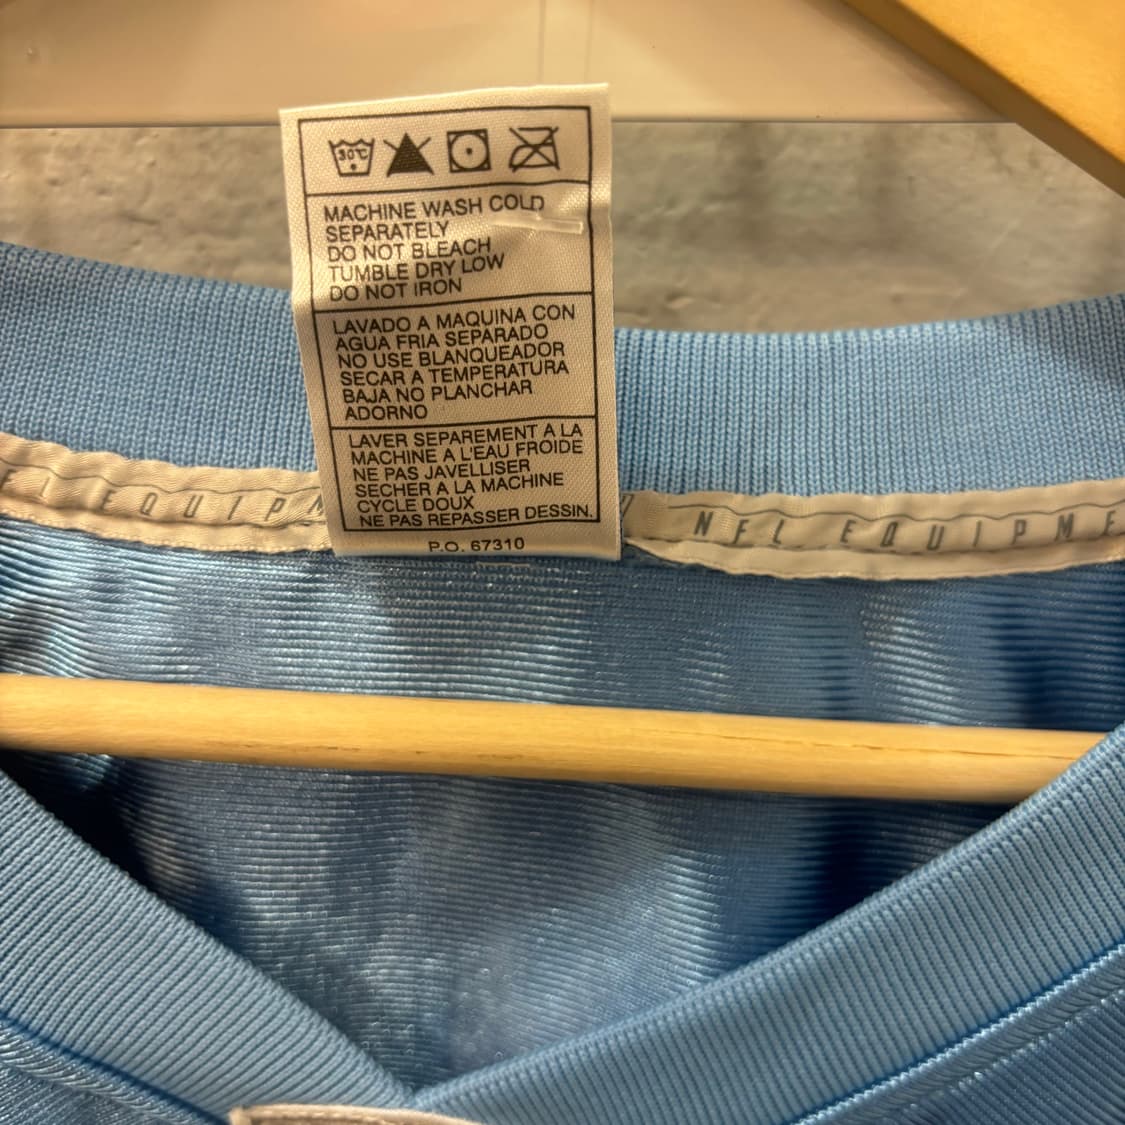 30°C
MACHINE WASH COLD
SEPARATELY
DO NOT BLEACH
TUMBLE DRY LOW
DO NOT IRON
LAVADO A MAQUINA CON
AGUA FRIA SEPARADO
NO USE BLANQUEADOR
SECAR A TEMPERATURA
BAJA NO PLANCHAR
ADORNO
LAVER SEPAREMENT A LA
MACHINE A L'EAU FROIDE
NE PAS JAVELLISER
SECHER A LA MACHINE
CYCLE DOUX
NE PAS REPASSER DESSIN.
P.O. 67310
FL EQUIPM
NFL EQUIPME